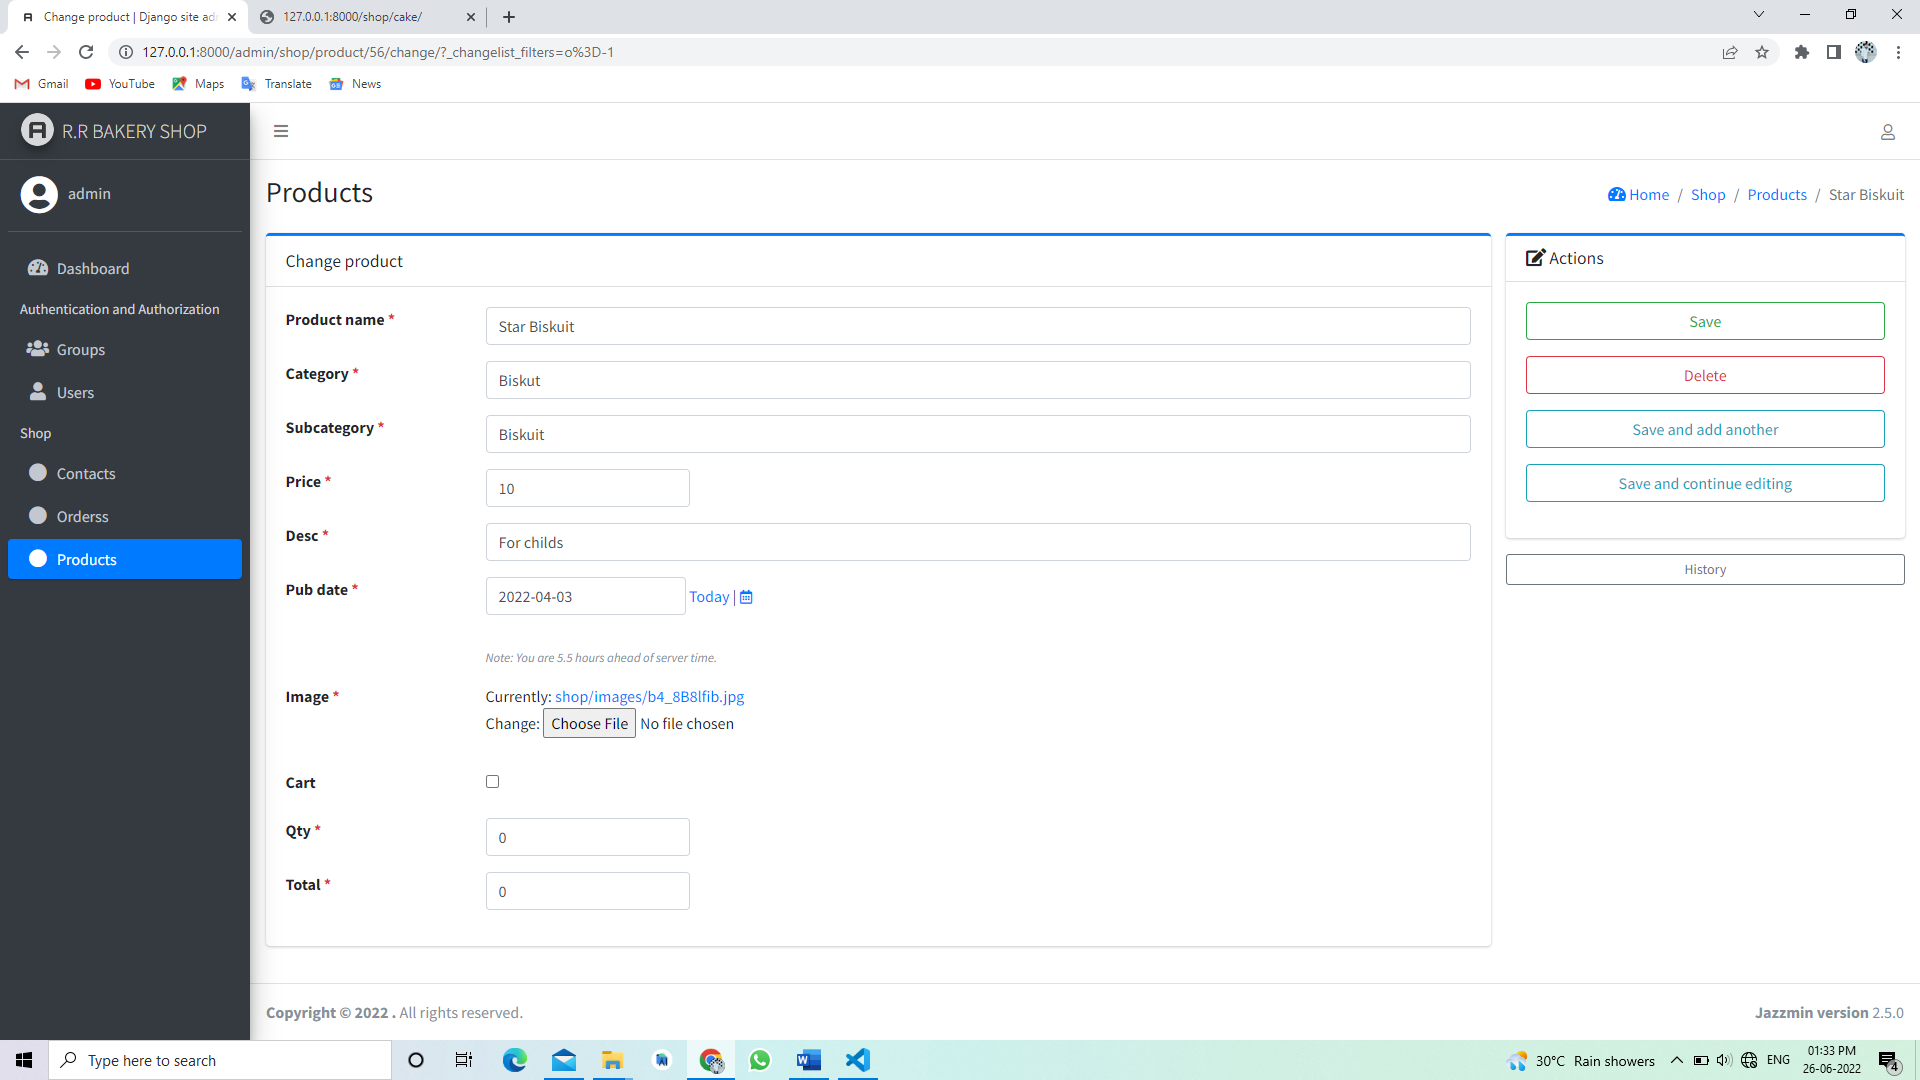 Change product | Django site adm
127.0.0.1:8000/shop/cake/
127.0.0.1:8000/admin/shop/product/56/change/?_changelist_filters=o%3D-1
Gmail
YouTube
Maps
Translate
News
R.R BAKERY SHOP
admin
Dashboard
Authentication and Authorization
Groups
Users
Shop
Contacts
Orderss
Products
Products
Home / Shop / Products / Star Biskuit
Change product
Product name *
Star Biskuit
Category *
Biskut
Subcategory *
Biskuit
Price *
10
Desc *
For childs
Pub date *
2022-04-03
Today |
Note: You are 5.5 hours ahead of server time.
Image *
Currently: shop/images/b4_8B8lfib.jpg
Change: Choose File No file chosen
Cart
Qty *
0
Total *
0
Actions
Save
Delete
Save and add another
Save and continue editing
History
Copyright © 2022 . All rights reserved.
Jazzmin version 2.5.0
Type here to search
30°C Rain showers
ENG
01:33 PM
26-06-2022
4